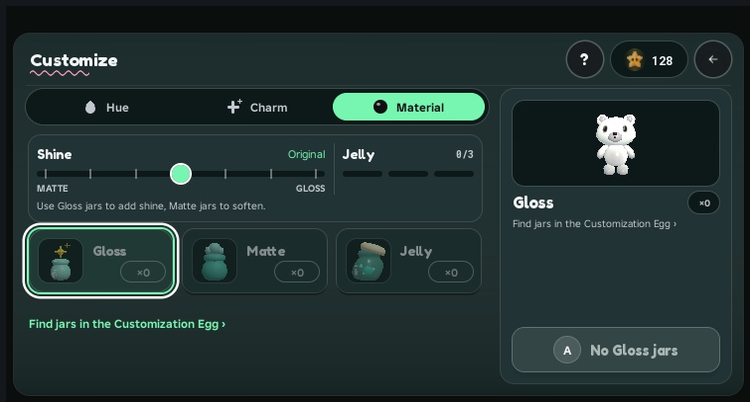 Customize
?
128
←
Hue
Charm
Material
Shine
Original
MATTE
GLOSS
Use Gloss jars to add shine, Matte jars to soften.
Jelly
0/3
Gloss
×0
Matte
×0
Jelly
×0
Find jars in the Customization Egg ›
Gloss
×0
Find jars in the Customization Egg ›
A
No Gloss jars